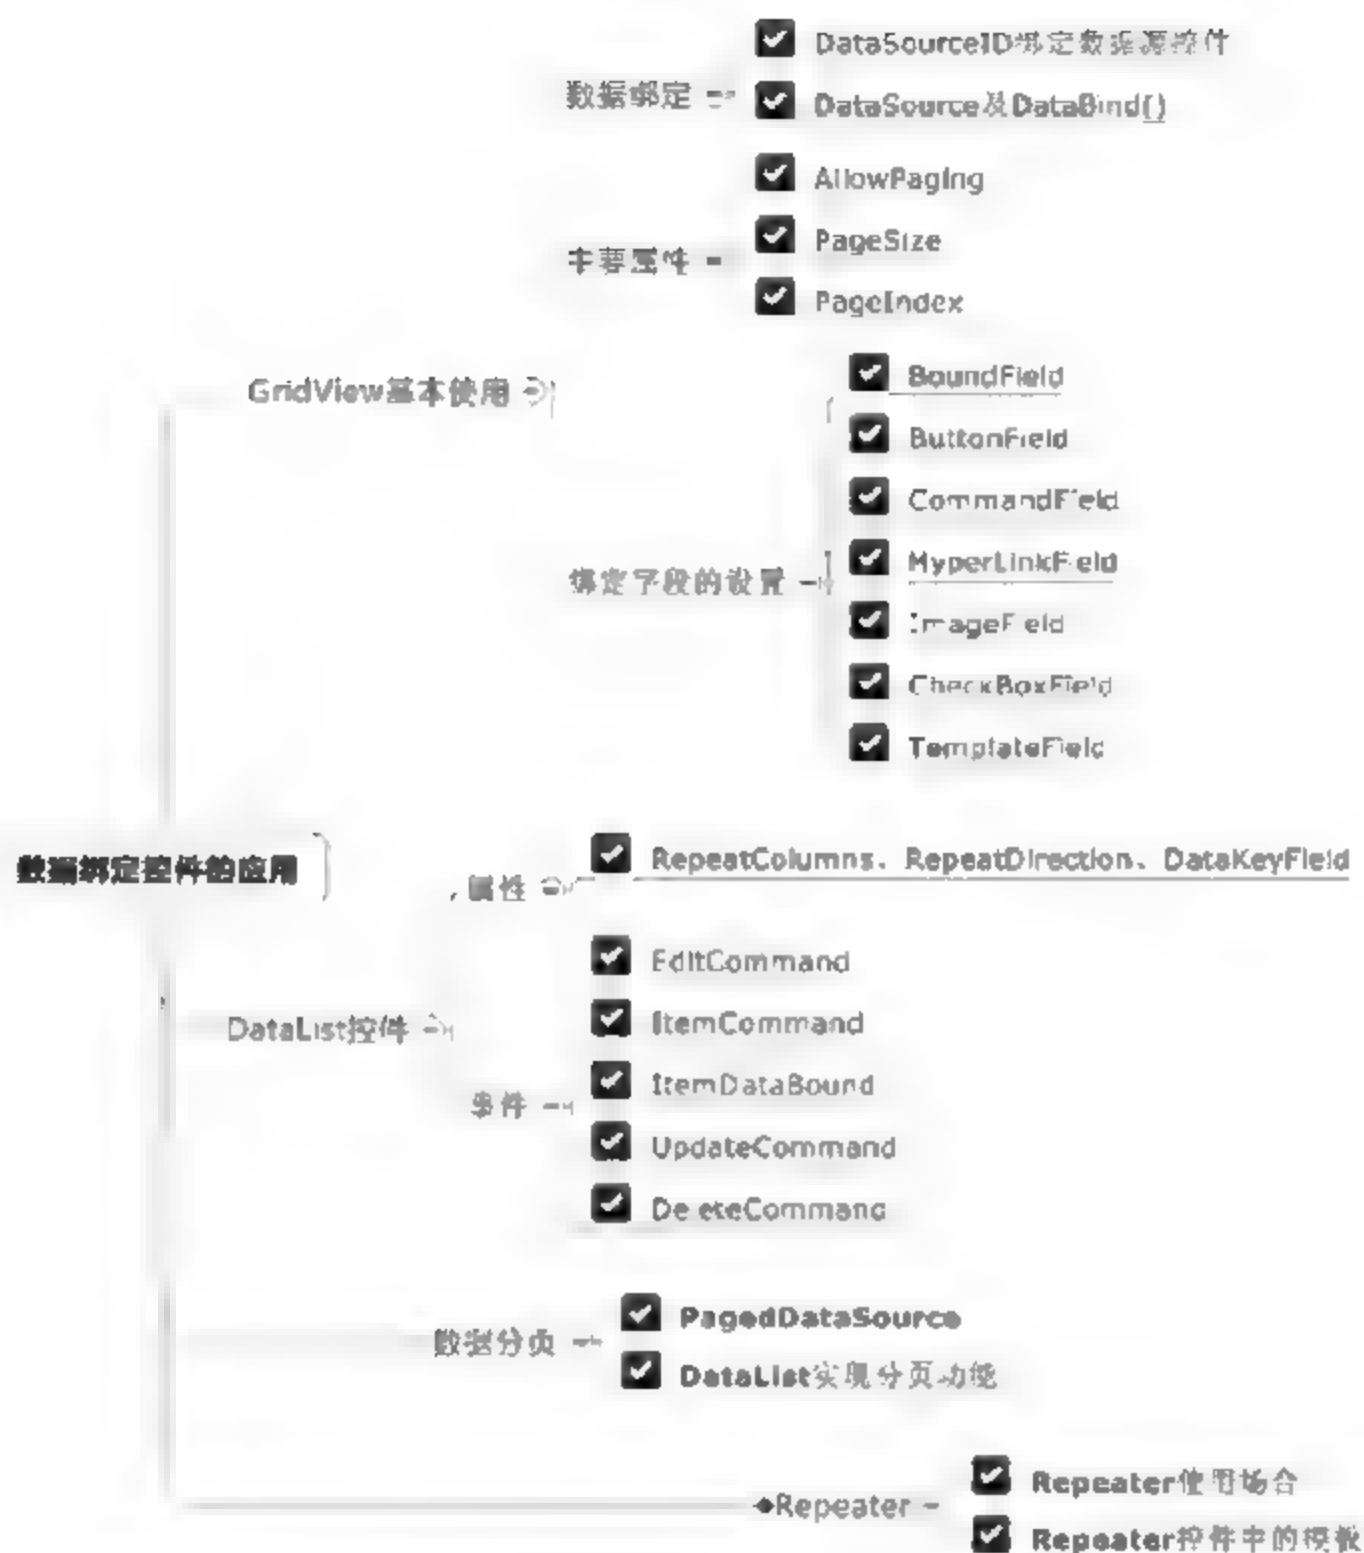 DataSourceID绑定数据源控件
数据绑定
DataSource及DataBind()
AllowPaging
主要属性
PageSize
PageIndex
GridView基本使用
BoundField
ButtonField
CommandField
绑定字段的设置
MyperLinkField
ImageField
CheckBoxField
TemplateField
数据绑定控件的应用
属性
RepeatColumns、RepeatDirection、DataKeyField
DataList控件
事件
EditCommand
ItemCommand
ItemDataBound
UpdateCommand
DeleteCommand
数据分页
PagedDataSource
DataList实现分页功能
Repeater
Repeater使用场合
Repeater控件中的模板